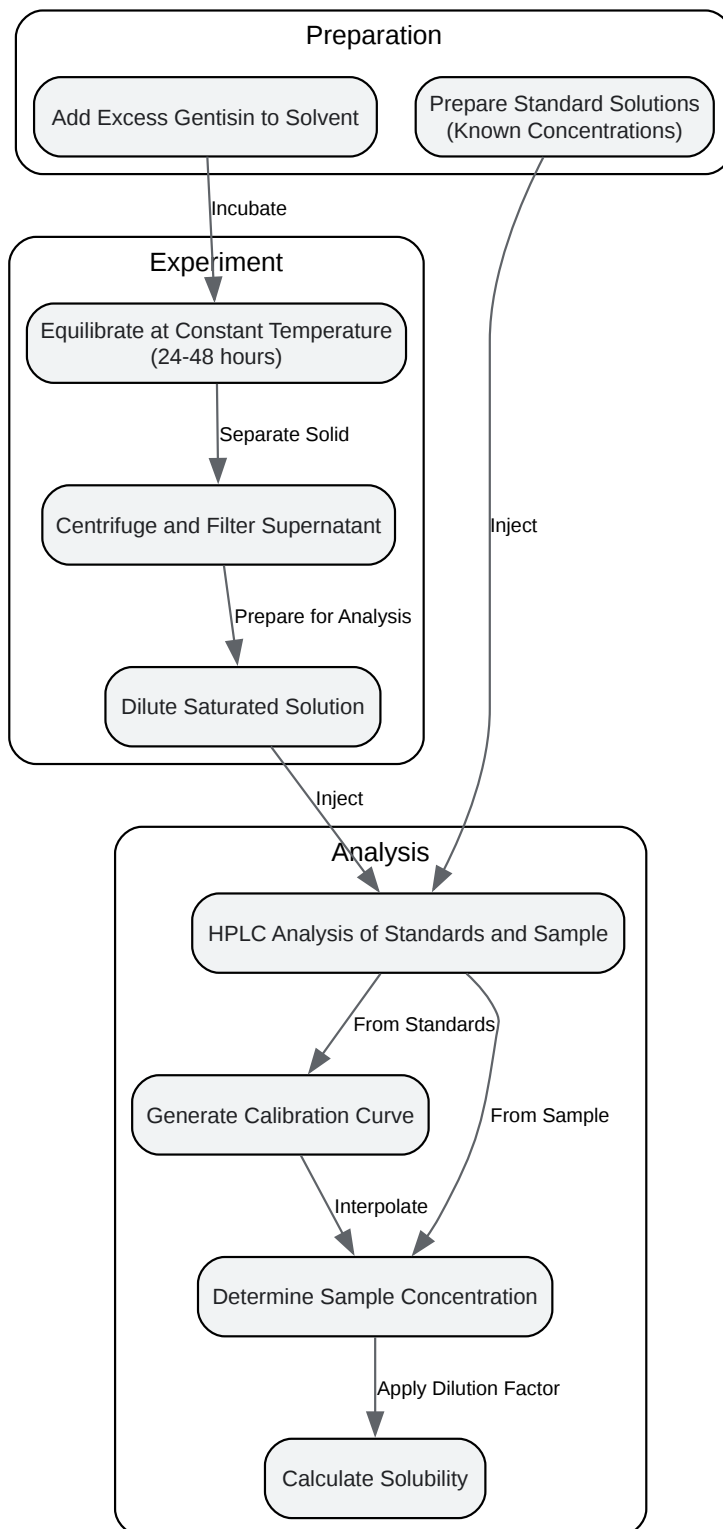 Preparation
Add Excess Gentisin to Solvent
Prepare Standard Solutions
(Known Concentrations)
Incubate
Experiment
Equilibrate at Constant Temperature
(24-48 hours)
Separate Solid
Centrifuge and Filter Supernatant
Inject
Prepare for Analysis
Dilute Saturated Solution
Inject
Analysis
HPLC Analysis of Standards and Sample
From Standards
Generate Calibration Curve
From Sample
Interpolate
Determine Sample Concentration
Apply Dilution Factor
Calculate Solubility